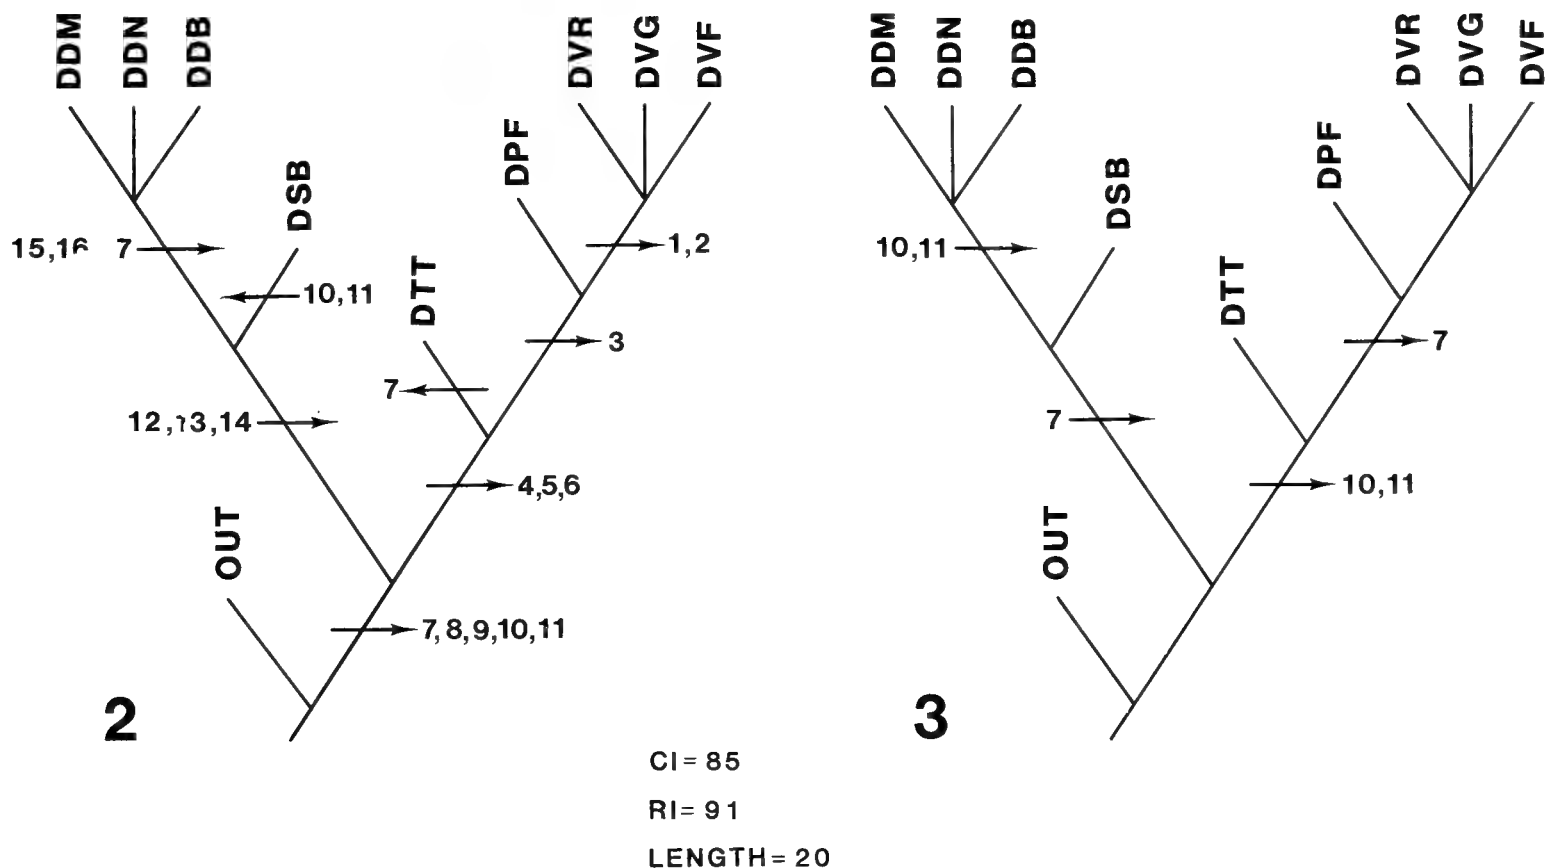 DDM DDN DDB DVR DVG DVF
DDM DDN DDB DVR DVG DVF
DPF DPF
DSB DSB
15,16 7 1,2
10,11
DTT DTT
10,11
3 7
7
12,13,14 7
4,5,6 10,11
OUT OUT
7,8,9,10,11
2 3
CI= 85
RI= 91
LENGTH= 20